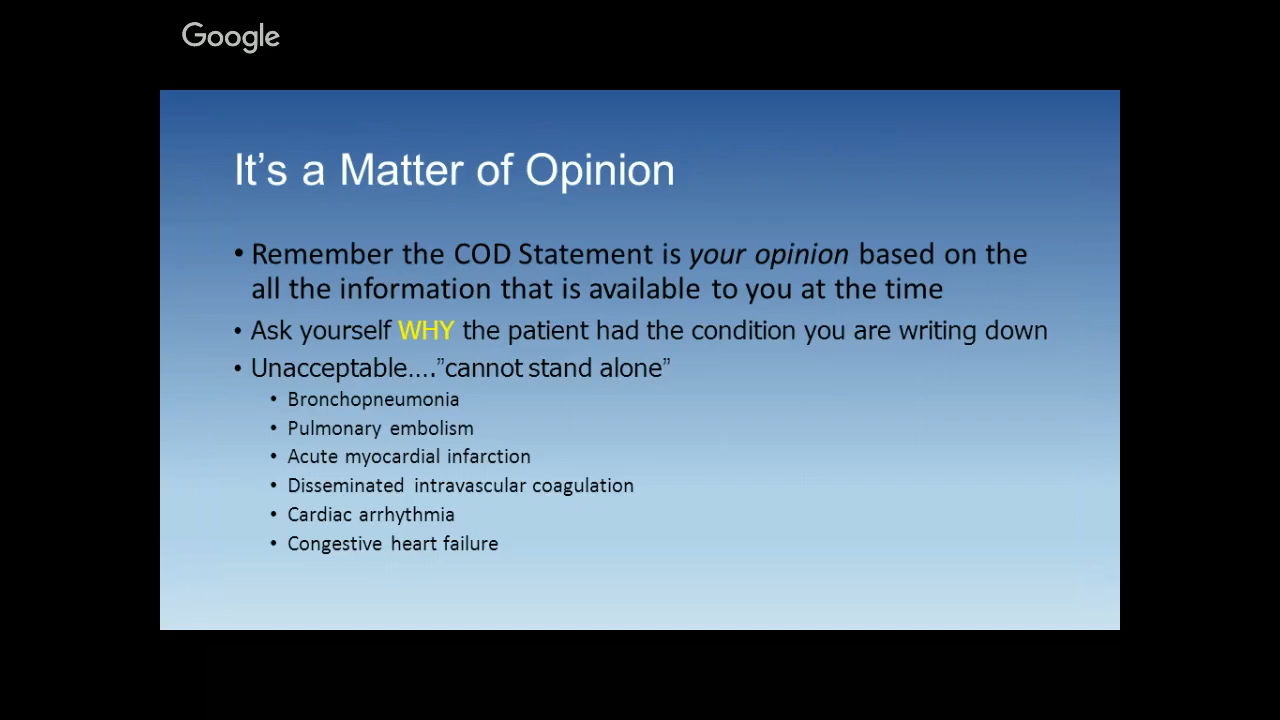 Google
It’s a Matter of Opinion
• Remember the COD Statement is your opinion based on the
all the information that is available to you at the time
• Ask yourself WHY the patient had the condition you are writing down
• Unacceptable….”cannot stand alone”
• Bronchopneumonia
• Pulmonary embolism
• Acute myocardial infarction
• Disseminated intravascular coagulation
• Cardiac arrhythmia
• Congestive heart failure